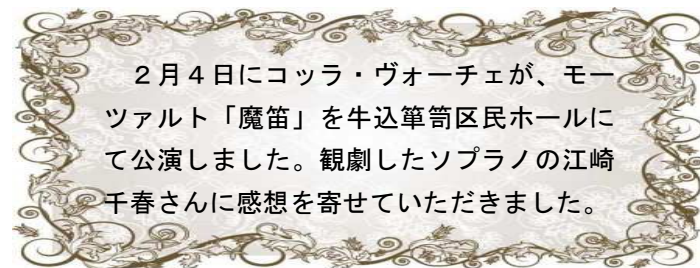 ２月４日にコッラ・ヴォーチェが、モー
ツァルト「魔笛」を牛込箪笥区民ホールに
て公演しました。観劇したソプラノの江崎
千春さんに感想を寄せていただきました。